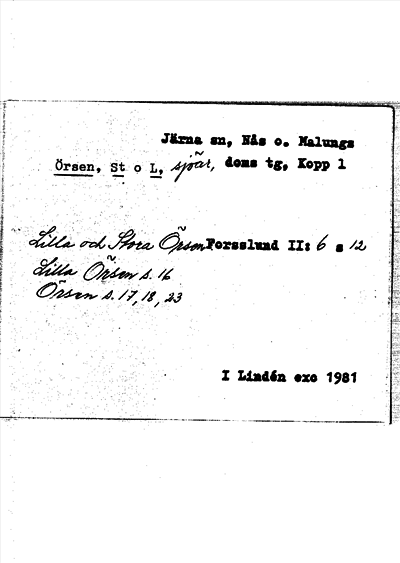 Järna sn, Nås o. Malungs
Örsen, St o L, sjöar, doms tg, Kopp l
Lilla och Stora Örsen Forsslund II: 6 s 12
Lilla Örsen s. 16
Örsen s. 17, 18, 23
I Lindén exc 1981